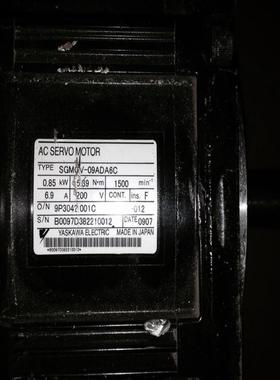 AC SERVO MOTOR
TYPE SGMGV-09ADA6C
0.85 kW 5.39 N·m 1500 min⁻¹
6.9 A 200 V CONT. ins. F
O/N 9P3042 001C -012
S/N B0097D382210012 DATE 0907
YASKAWA ELECTRIC MADE IN JAPAN